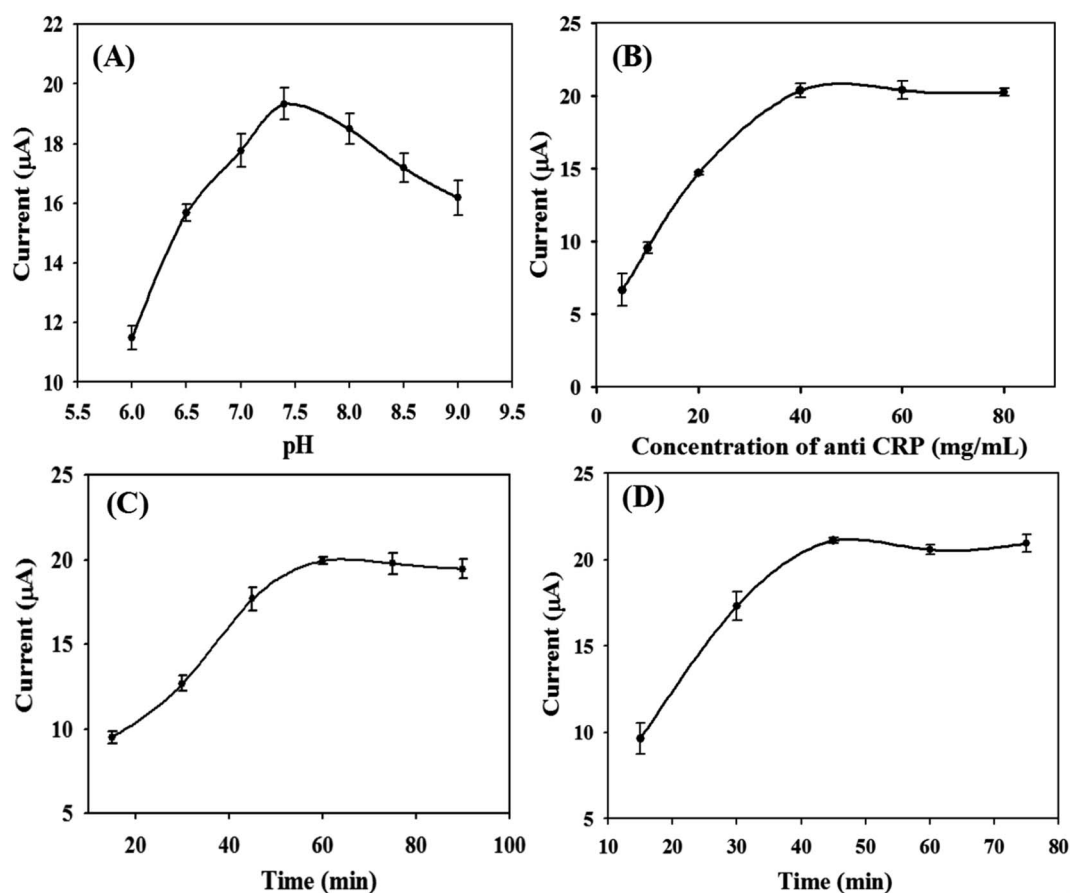 (A)
22
20
18
16
14
12
10
Current (μA)
5.5 6.0 6.5 7.0 7.5 8.0 8.5 9.0 9.5
pH
(B)
25
20
15
10
5
0
Current (μA)
0 20 40 60 80
Concentration of anti CRP (mg/mL)
(C)
25
20
15
10
5
Current (μA)
20 40 60 80 100
Time (min)
(D)
25
20
15
10
5
Current (μA)
10 20 30 40 50 60 70 80
Time (min)